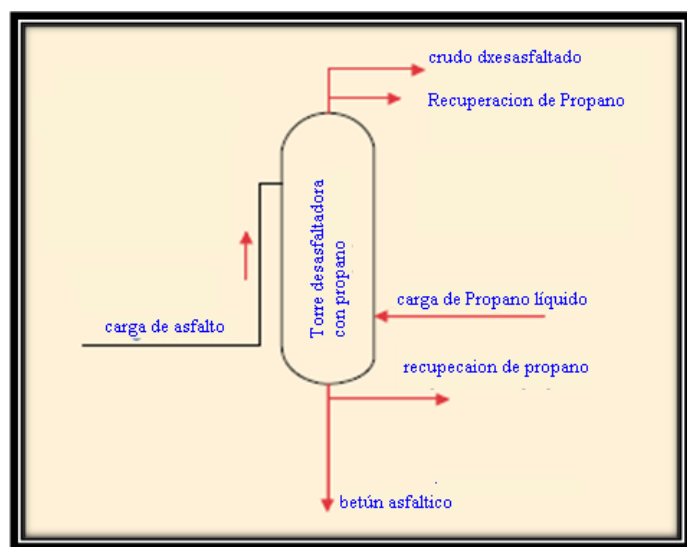 crudo dxesasfaltado
Recuperacion de Propano
Torre desasfaltadora
con propano
carga de Propano líquido
carga de asfalto
recupecaion de propano
betún asfaltico